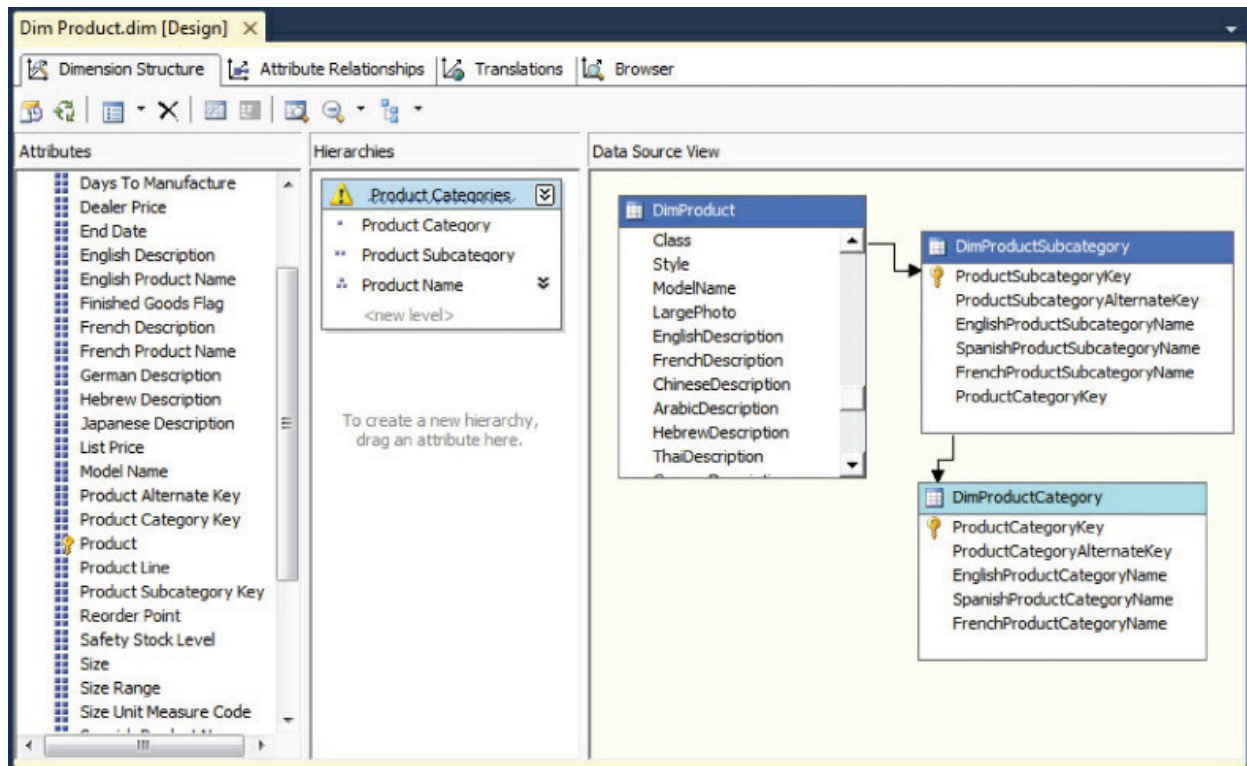 Dim Product.dim [Design]
Dimension Structure Attribute Relationships Translations Browser
Attributes
Days To Manufacture
Dealer Price
End Date
English Description
English Product Name
Finished Goods Flag
French Description
French Product Name
German Description
Hebrew Description
Japanese Description
List Price
Model Name
Product Alternate Key
Product Category Key
Product
Product Line
Product Subcategory Key
Reorder Point
Safety Stock Level
Size
Size Range
Size Unit Measure Code
Hierarchies
Product Categories
Product Category
Product Subcategory
Product Name
<new level>
To create a new hierarchy,
drag an attribute here.
Data Source View
DimProduct
Class
Style
ModelName
LargePhoto
EnglishDescription
FrenchDescription
ChineseDescription
ArabicDescription
HebrewDescription
ThaiDescription
DimProductSubcategory
ProductSubcategoryKey
ProductSubcategoryAlternateKey
EnglishProductSubcategoryName
SpanishProductSubcategoryName
FrenchProductSubcategoryName
ProductCategoryKey
DimProductCategory
ProductCategoryKey
ProductCategoryAlternateKey
EnglishProductCategoryName
SpanishProductCategoryName
FrenchProductCategoryName